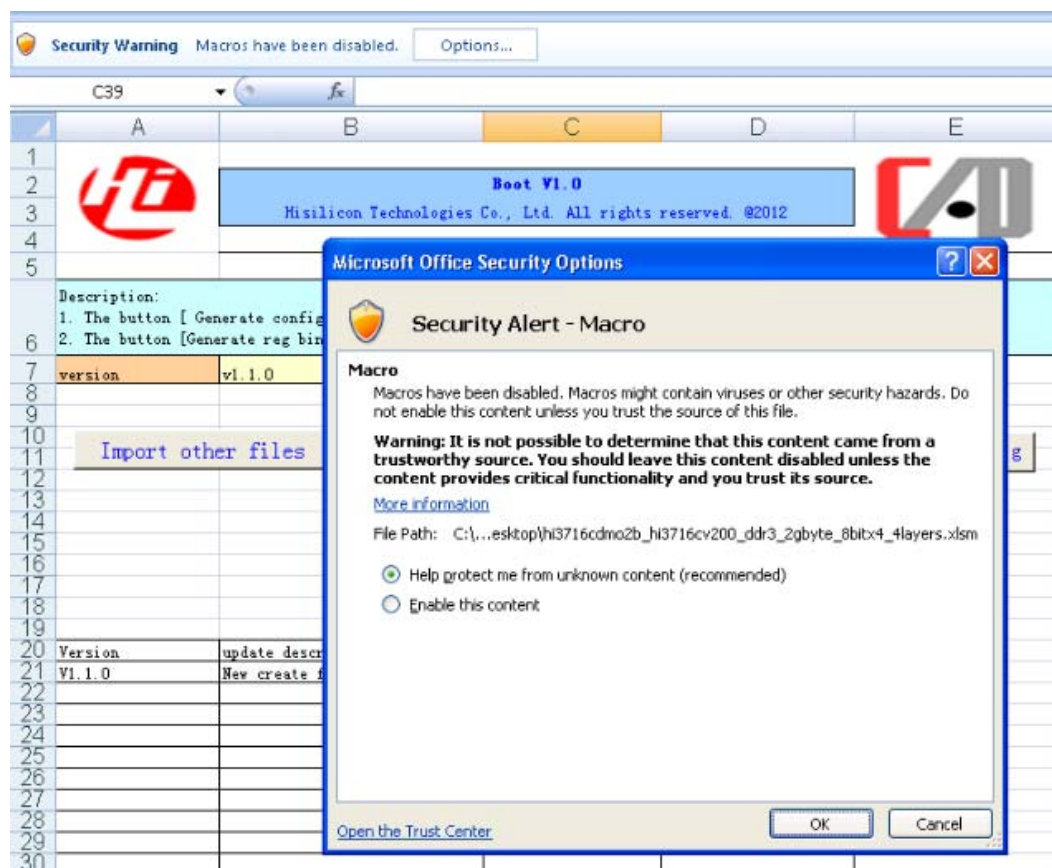 Security Warning Macros have been disabled. Options...
C39 fx
A B C D E
1
2 Boot V1.0
3 Hisilicon Technologies Co., Ltd. All rights reserved. @2012
Hi CAD
4
5
Microsoft Office Security Options
Description:
1. The button [ Generate config
6 2. The button [Generate reg bin
Security Alert - Macro
7 version v1.1.0
8
9
10
11 Import other files g
12
13
14
15
16
17
18
19
20 Version update descr
21 V1.1.0 New create f
22
23
24
25
26
27
28
29
30
Macro
Macros have been disabled. Macros might contain viruses or other security hazards. Do
not enable this content unless you trust the source of this file.
Warning: It is not possible to determine that this content came from a
trustworthy source. You should leave this content disabled unless the
content provides critical functionality and you trust its source.
More information
File Path: C:\...esktop\hi3716cdmo2b_hi3716cv200_ddr3_2gbyte_8bitx4_4layers.xlsm
Help protect me from unknown content (recommended)
Enable this content
Open the Trust Center OK Cancel